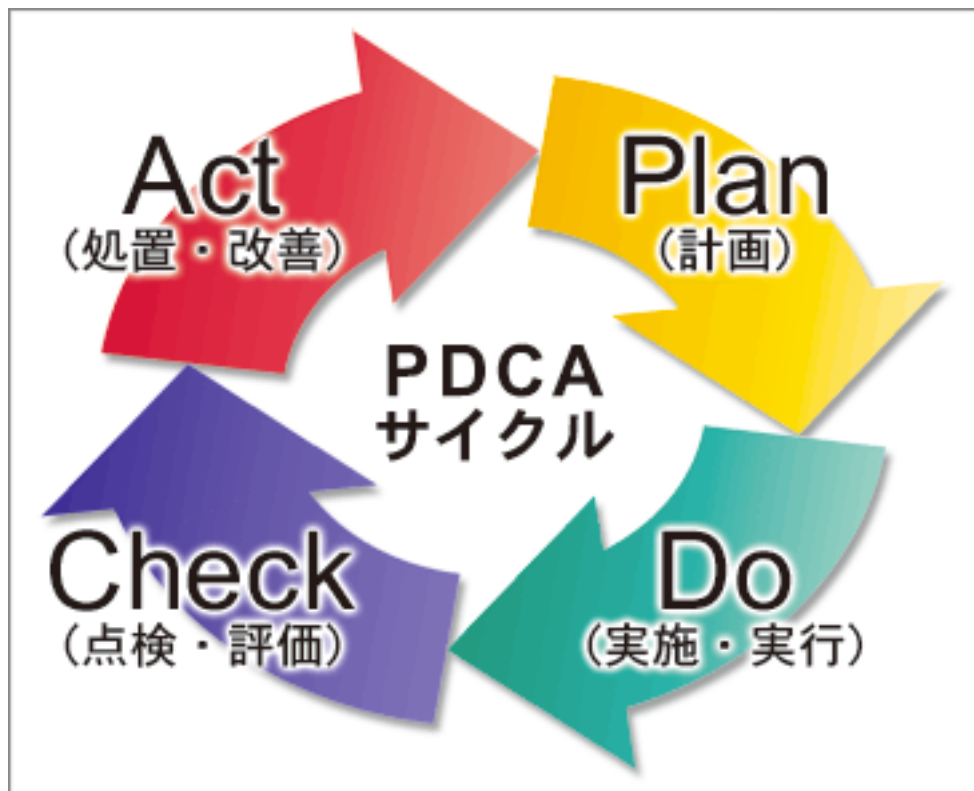 Act
(処置・改善)
Plan
(計画)
PDCA
サイクル
Check
(点検・評価)
Do
(実施・実行)